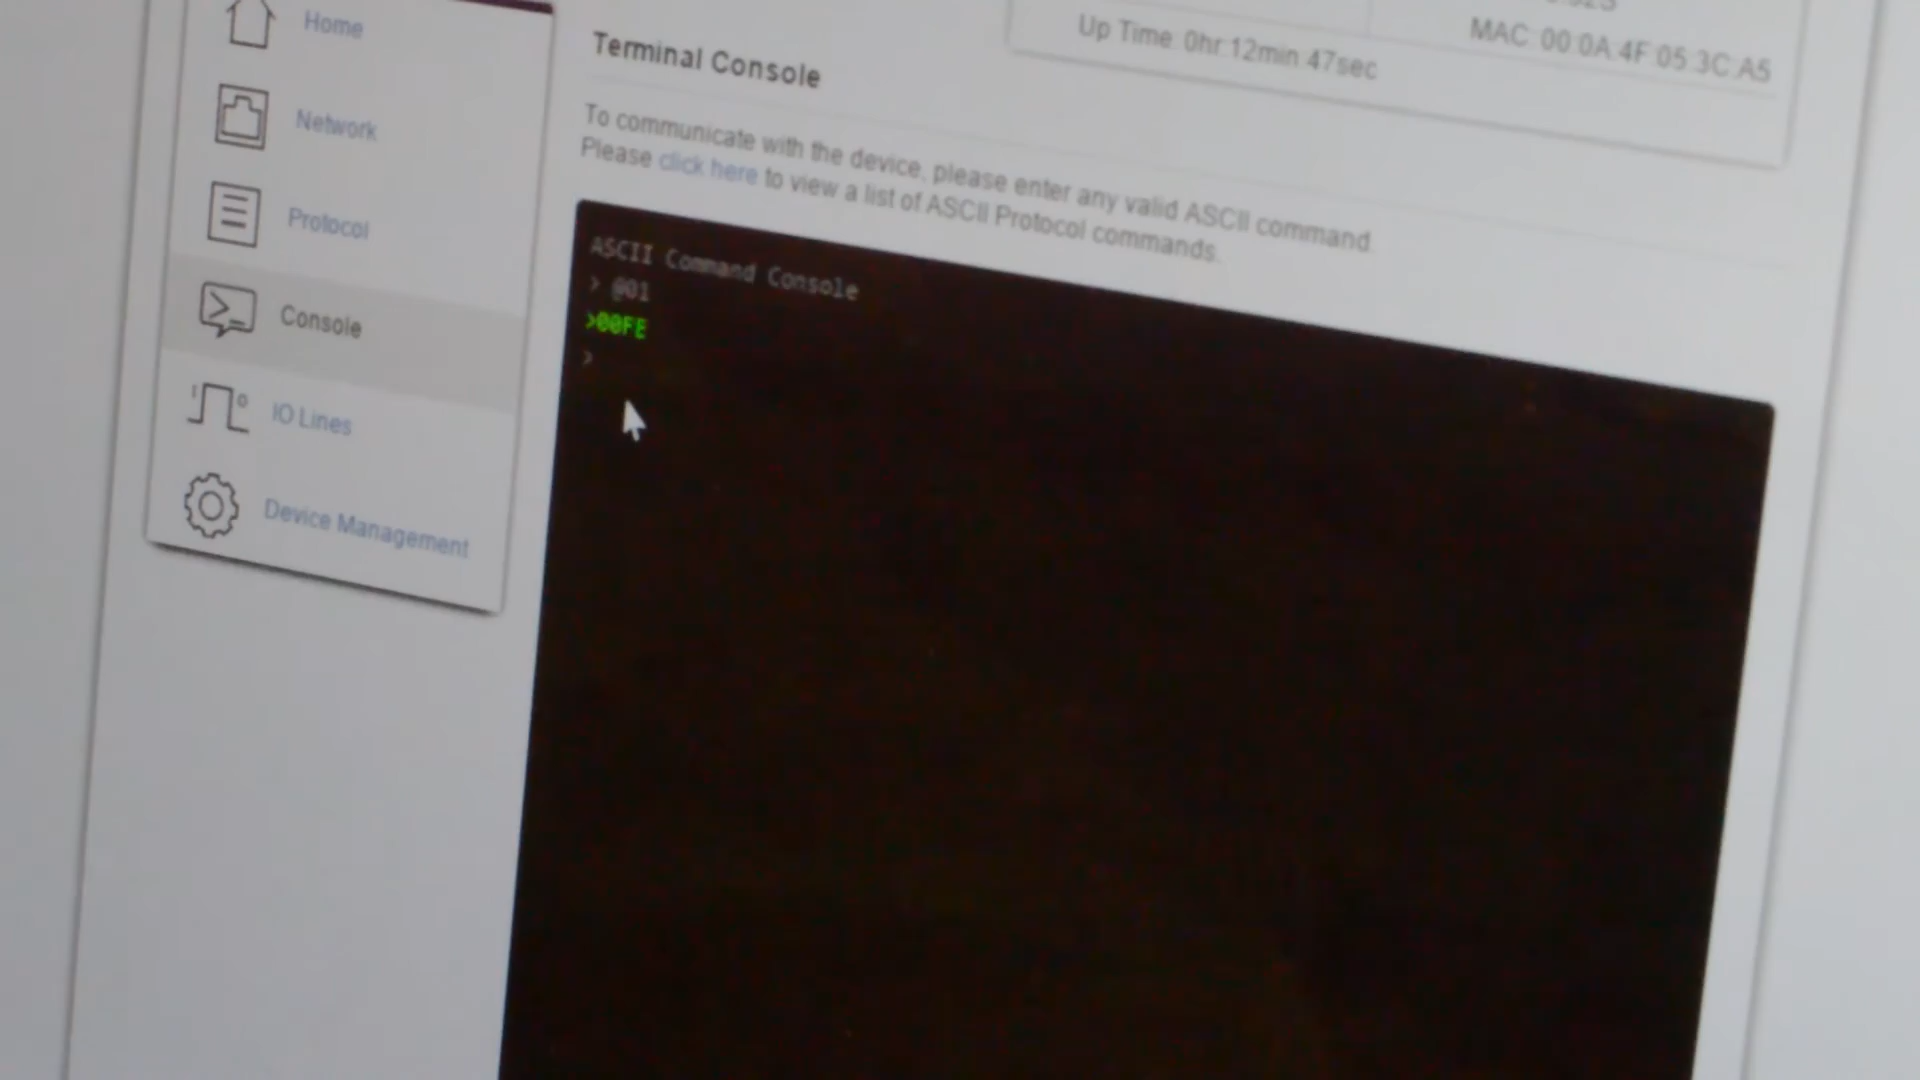 Home
Network
Protocol
Console
IO Lines
Device Management
Up Time: 0hr:12min:47sec
MAC: 00:0A:4F:05:3C:A5
Terminal Console
To communicate with the device, please enter any valid ASCII command.
Please click here to view a list of ASCII Protocol commands.
ASCII Command Console
> @01
>00FE
>